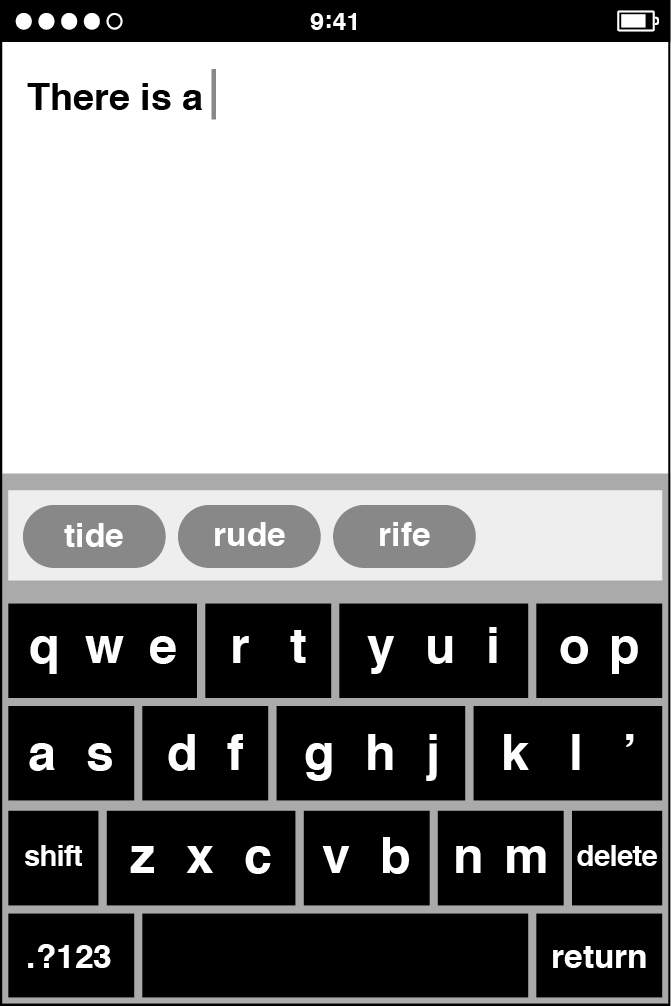 9:41
There is a
tide rude rife
q w e r t y u i o p
a s d f g h j k l ’
shift z x c v b n m delete
.?123 return